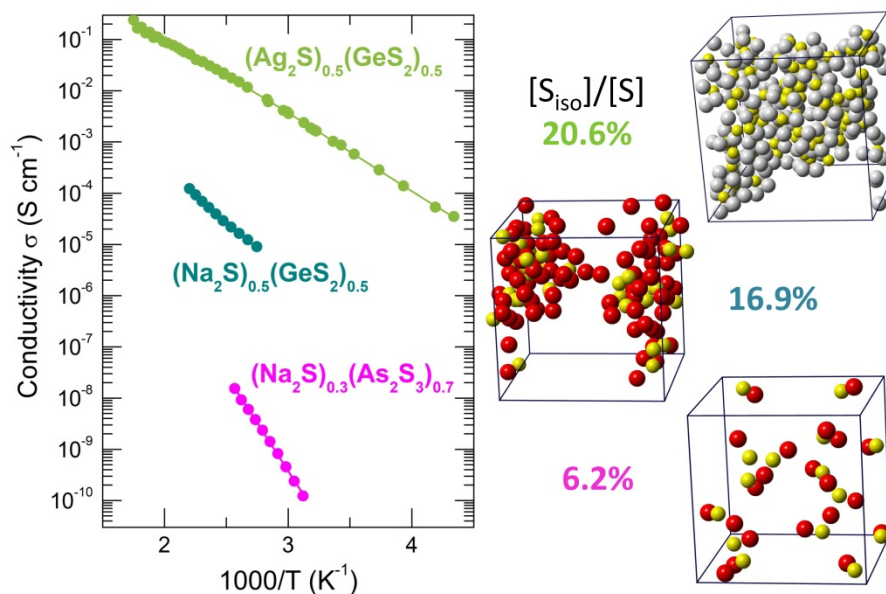 10⁻¹
10⁻²
10⁻³
10⁻⁴
10⁻⁵
10⁻⁶
10⁻⁷
10⁻⁸
10⁻⁹
10⁻¹⁰
Conductivity σ (S cm⁻¹)
2 3 4
1000/T (K⁻¹)
(Ag₂S)₀.₅(GeS₂)₀.₅
(Na₂S)₀.₅(GeS₂)₀.₅
(Na₂S)₀.₃(As₂S₃)₀.₇
[Sᵢₛₒ]/[S]
20.6%
16.9%
6.2%